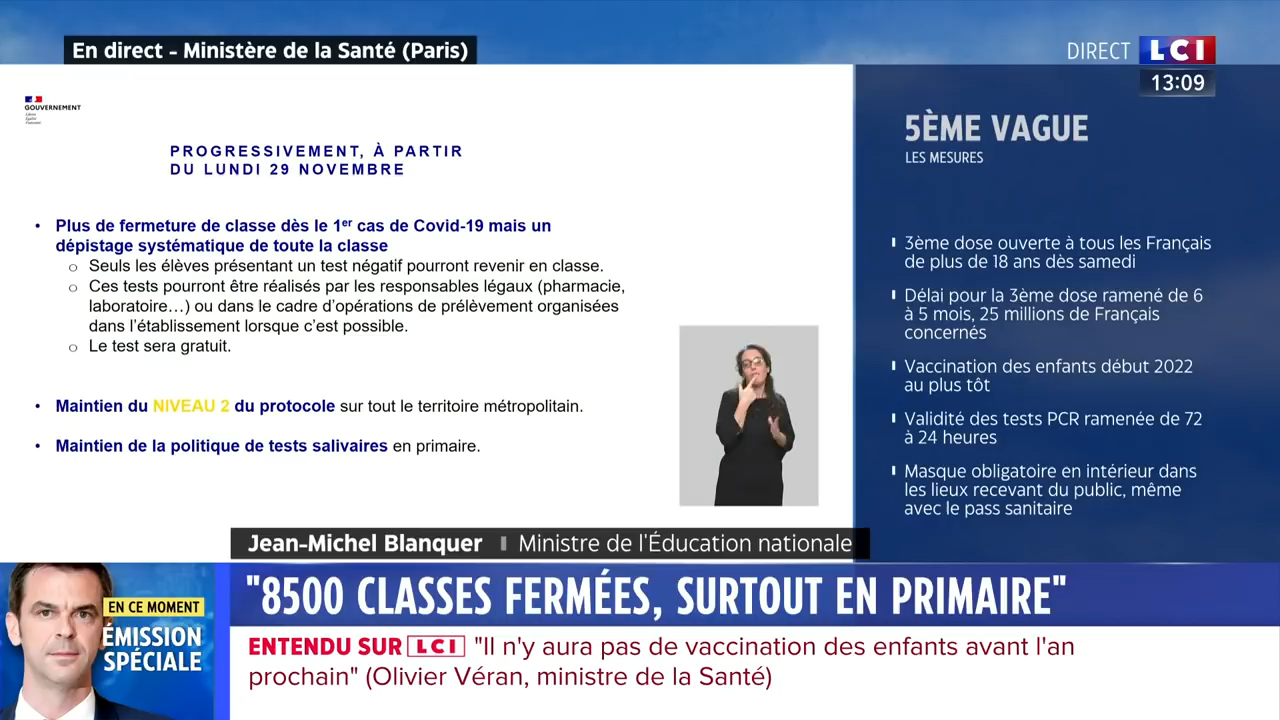 En direct - Ministère de la Santé (Paris)
DIRECT LCI
13:09
GOUVERNEMENT
PROGRESSIVEMENT, À PARTIR
DU LUNDI 29 NOVEMBRE
• Plus de fermeture de classe dès le 1er cas de Covid-19 mais un
dépistage systématique de toute la classe
o Seuls les élèves présentant un test négatif pourront revenir en classe.
o Ces tests pourront être réalisés par les responsables légaux (pharmacie,
laboratoire…) ou dans le cadre d'opérations de prélèvement organisées
dans l'établissement lorsque c'est possible.
o Le test sera gratuit.
• Maintien du NIVEAU 2 du protocole sur tout le territoire métropolitain.
• Maintien de la politique de tests salivaires en primaire.
5ÈME VAGUE
LES MESURES
3ème dose ouverte à tous les Français
de plus de 18 ans dès samedi
Délai pour la 3ème dose ramené de 6
à 5 mois, 25 millions de Français
concernés
Vaccination des enfants début 2022
au plus tôt
Validité des tests PCR ramenée de 72
à 24 heures
Masque obligatoire en intérieur dans
les lieux recevant du public, même
avec le pass sanitaire
Jean-Michel Blanquer Ministre de l'Éducation nationale
EN CE MOMENT
ÉMISSION
SPÉCIALE
"8500 CLASSES FERMÉES, SURTOUT EN PRIMAIRE"
ENTENDU SUR LCI "Il n'y aura pas de vaccination des enfants avant l'an
prochain" (Olivier Véran, ministre de la Santé)